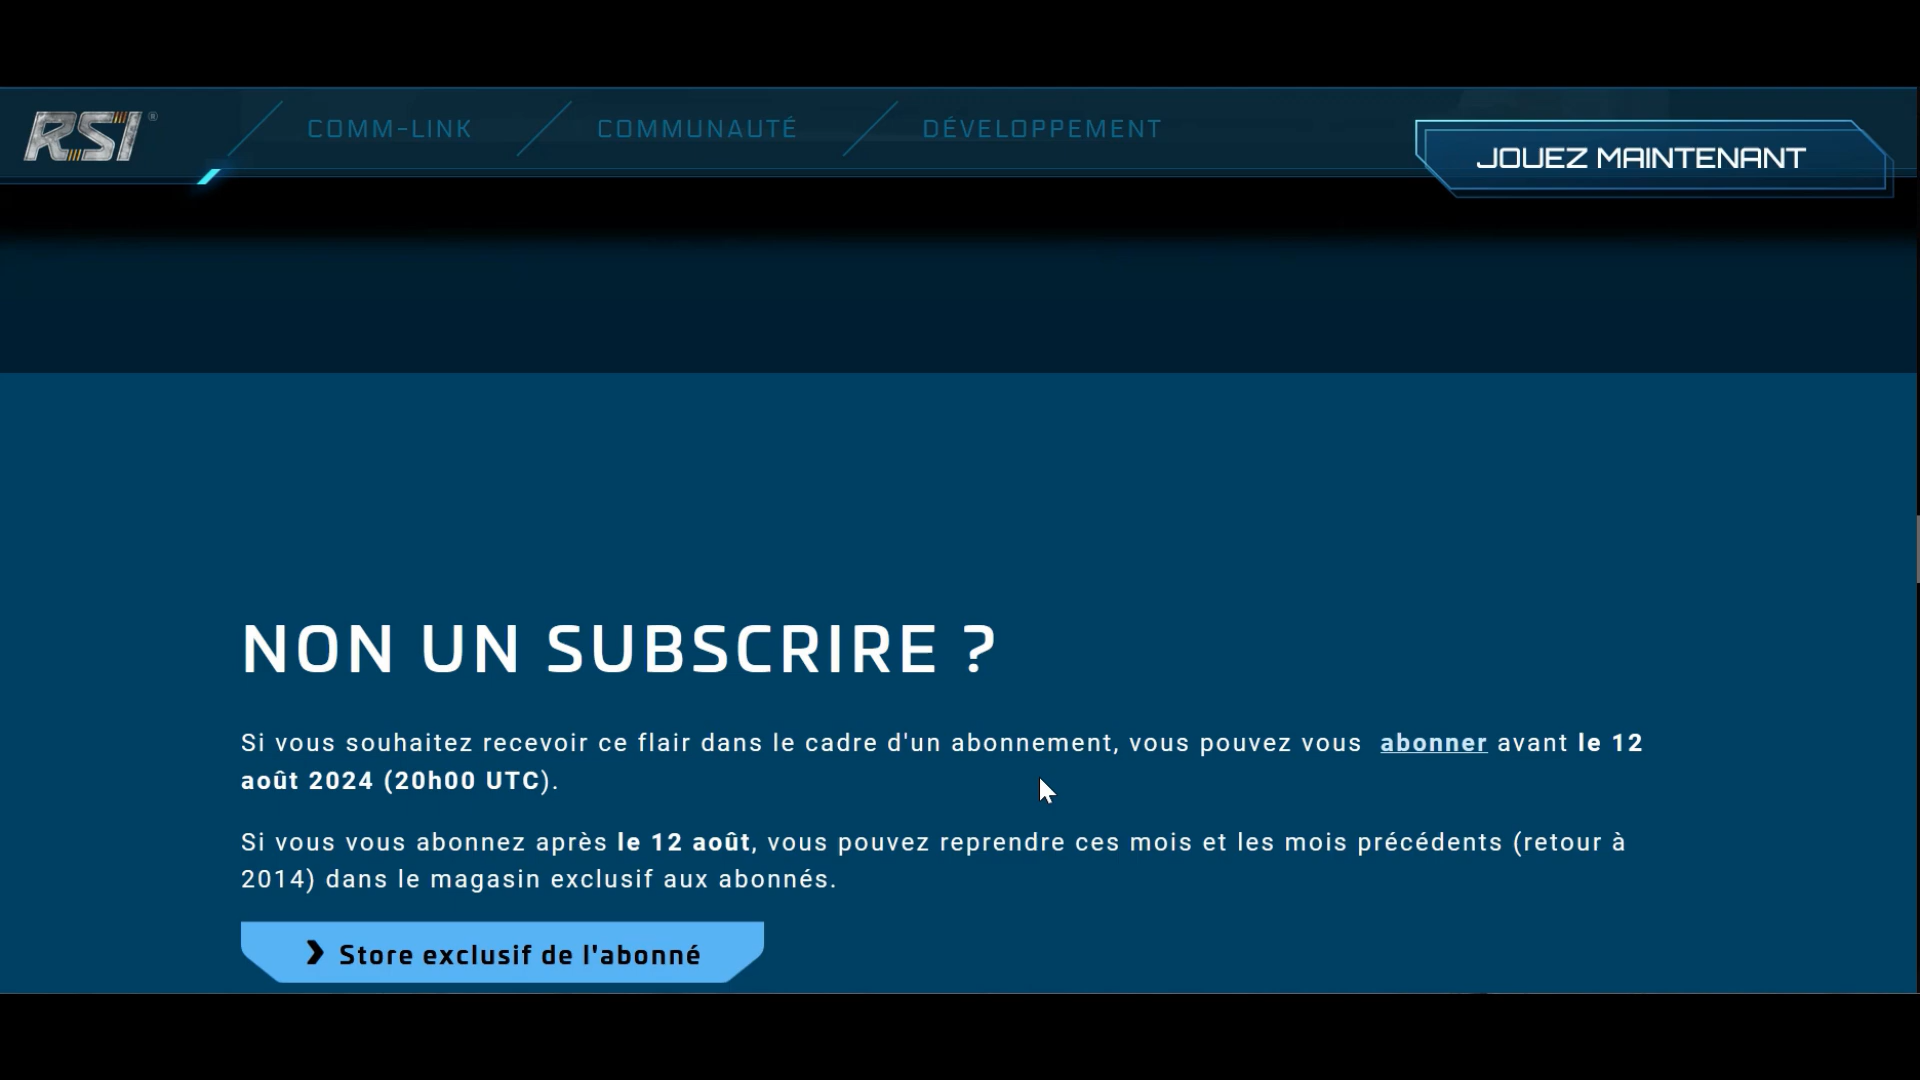 RSI ®
COMM-LINK
COMMUNAUTÉ
DÉVELOPPEMENT
JOUEZ MAINTENANT
NON UN SUBSCRIRE ?
Si vous souhaitez recevoir ce flair dans le cadre d'un abonnement, vous pouvez vous abonner avant le 12
août 2024 (20h00 UTC).
Si vous vous abonnez après le 12 août, vous pouvez reprendre ces mois et les mois précédents (retour à
2014) dans le magasin exclusif aux abonnés.
❯ Store exclusif de l'abonné